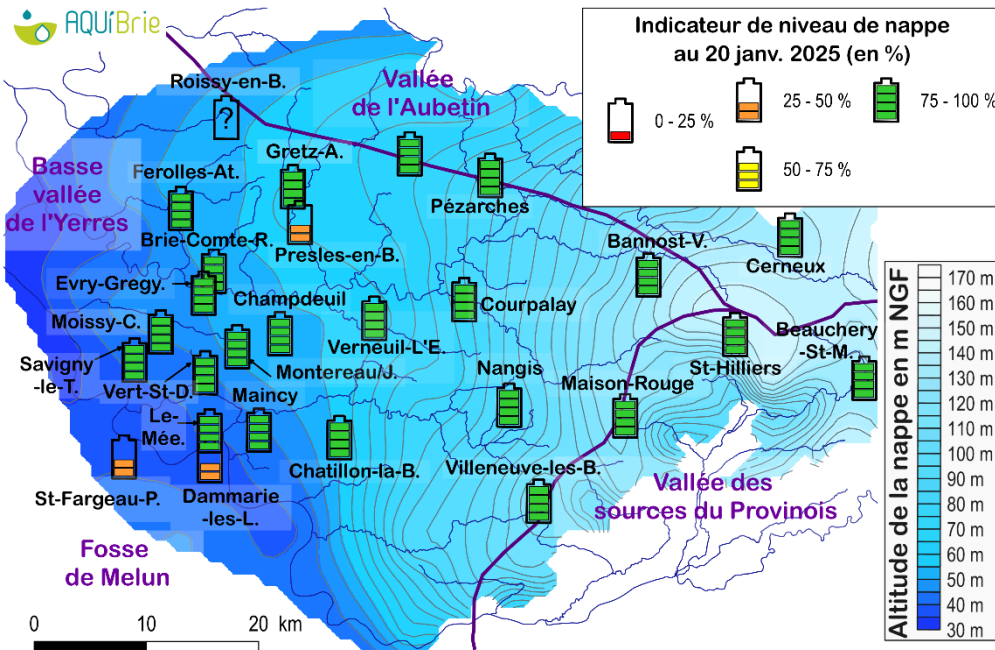 AQUiBrie
Indicateur de niveau de nappe
au 20 janv. 2025 (en %)
0 - 25 %
25 - 50 %
75 - 100 %
50 - 75 %
Roissy-en-B.
?
Vallée
de l'Aubetin
Basse
vallée
de l'Yerres
Ferolles-At.
Gretz-A.
Pézarches
Brie-Comte-R.
Presles-en-B.
Bannost-V.
Cerneux
Evry-Gregy.
Champdeuil
Courpalay
Moissy-C.
Verneuil-L'E.
Beauchery
-St-M.
Savigny
-le-T.
Vert-St-D.
Montereau/J.
Nangis
Maison-Rouge
St-Hilliers
Le-
Mée.
Maincy
Chatillon-la-B.
Villeneuve-les-B.
St-Fargeau-P.
Dammarie
-les-L.
Vallée des
sources du Provinois
Fosse
de Melun
0 10 20 km
Altitude de la nappe en m NGF
170 m
160 m
150 m
140 m
130 m
120 m
110 m
100 m
90 m
80 m
70 m
60 m
50 m
40 m
30 m